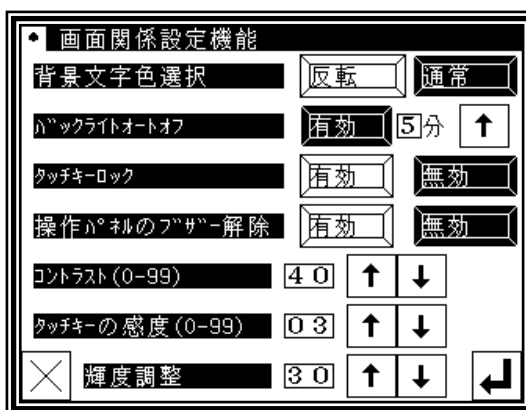 • 画面関係設定機能
背景文字色選択 反転 通常
ﾊﾞｯｸﾗｲﾄｵｰﾄｵﾌ 有効 5分 ↑
ﾀｯﾁｷｰﾛｯｸ 有効 無効
操作ﾊﾟﾈﾙのﾌﾞｻﾞｰ解除 有効 無効
ｺﾝﾄﾗｽﾄ(0-99) 40 ↑ ↓
ﾀｯﾁｷｰの感度(0-99) 03 ↑ ↓
輝度調整 30 ↑ ↓